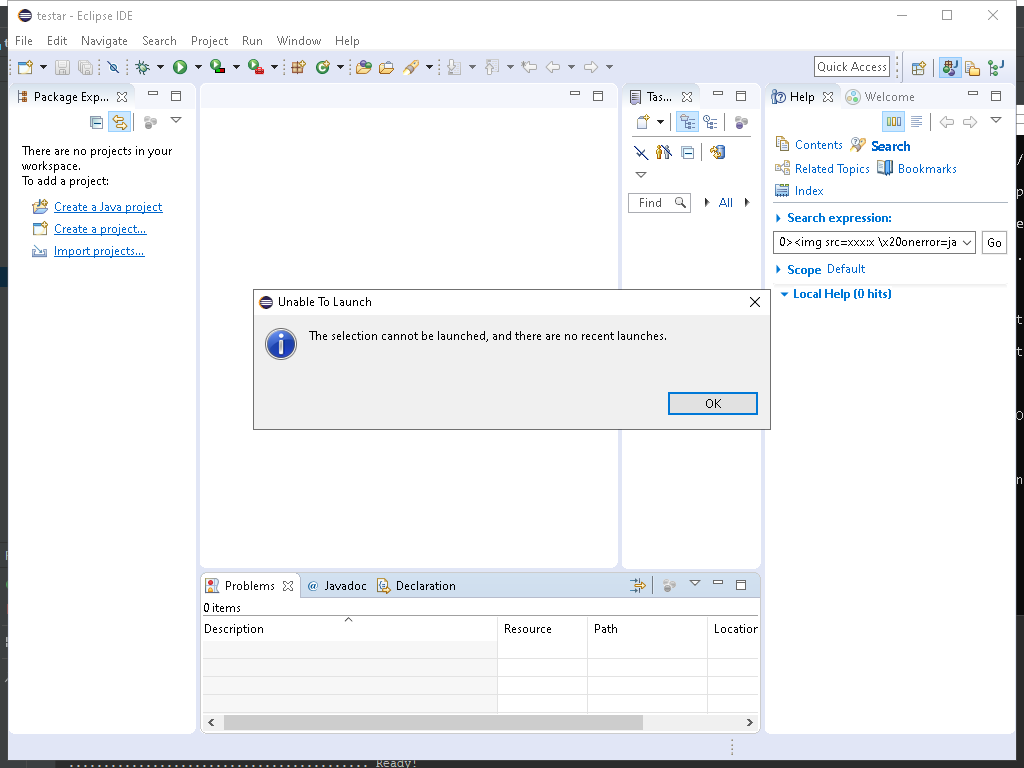 testar - Eclipse IDE
File Edit Navigate Search Project Run Window Help
Quick Access
Package Exp...
There are no projects in your
workspace.
To add a project:
Create a Java project
Create a project...
Import projects...
Tas...
Find
All
Help
Welcome
Contents
Search
Related Topics
Bookmarks
Index
Search expression:
0><img src=xxx:x \x20onerror=ja
Go
Scope Default
Local Help (0 hits)
Unable To Launch
The selection cannot be launched, and there are no recent launches.
OK
Problems
@ Javadoc
Declaration
0 items
Description Resource Path Location
Ready!